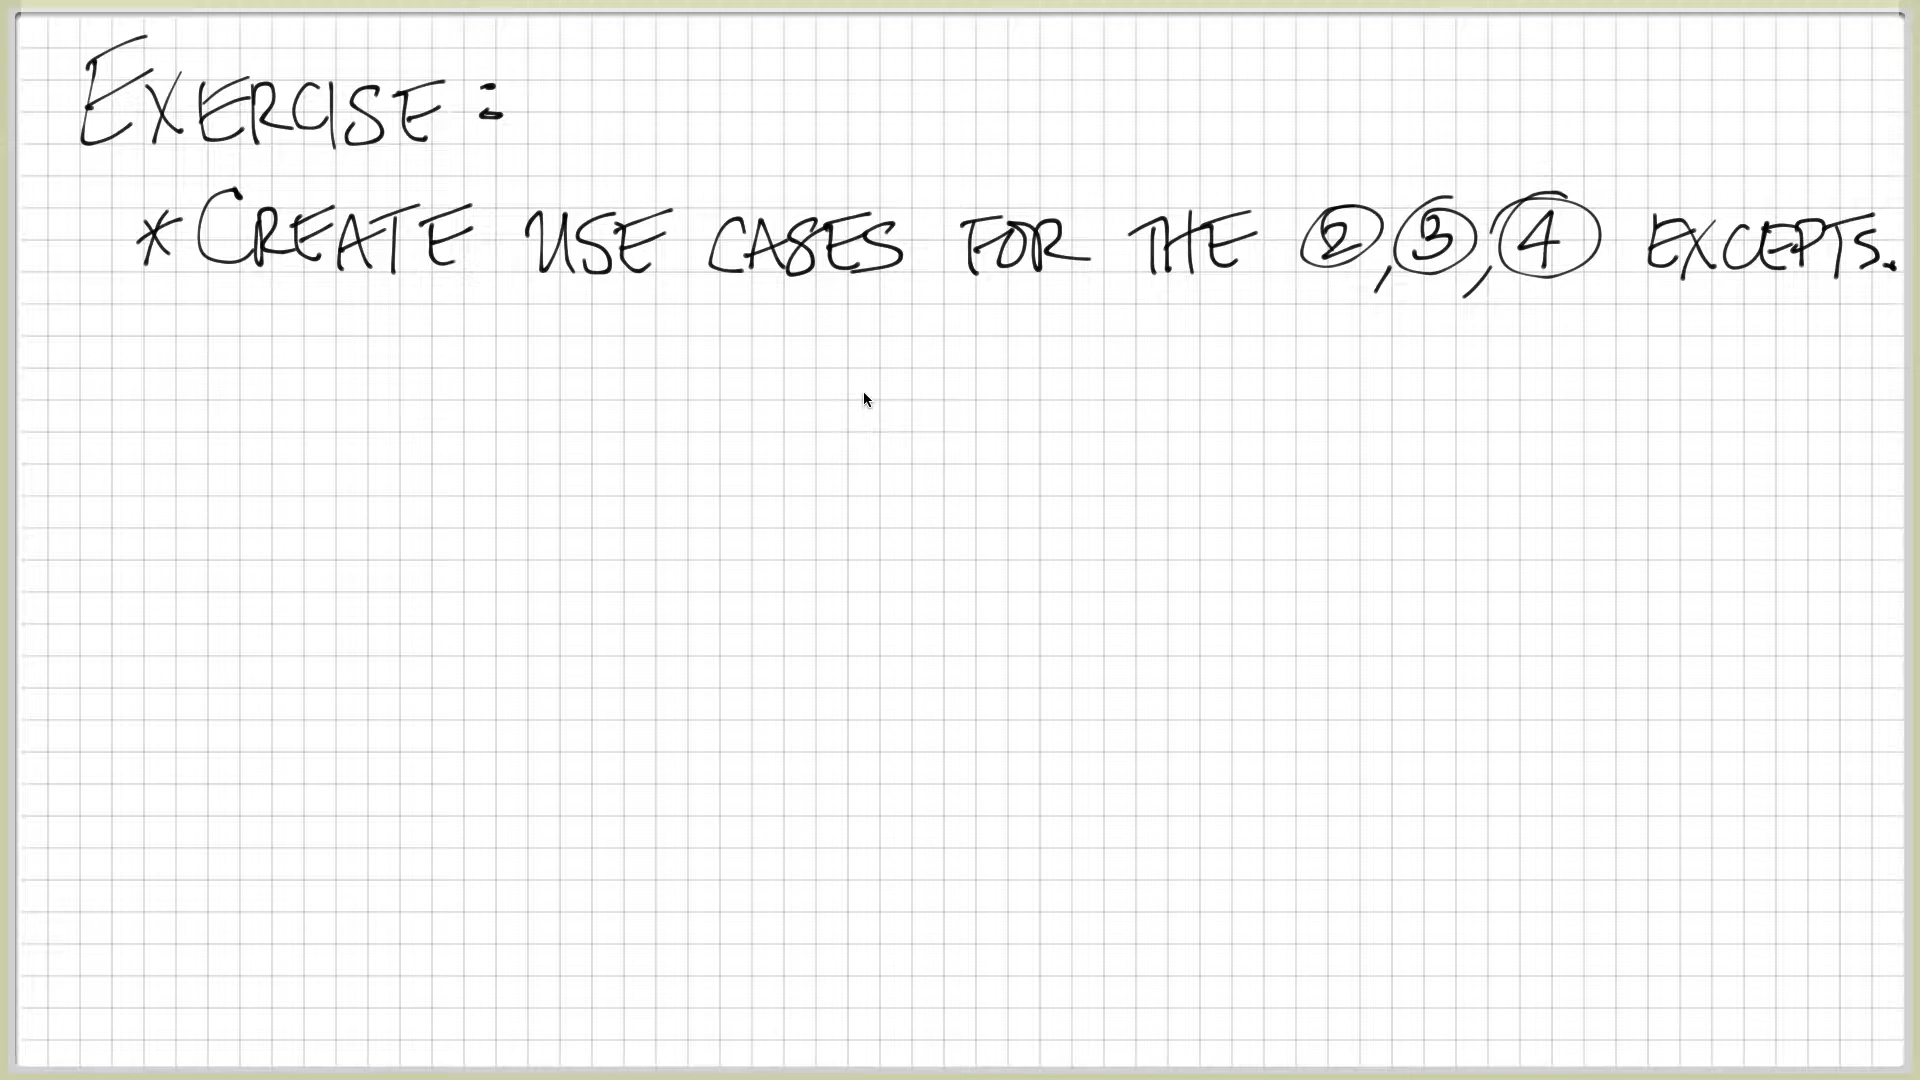 EXERCISE:
* CREATE USE CASES FOR THE ②,③,④ EXCEPTS.